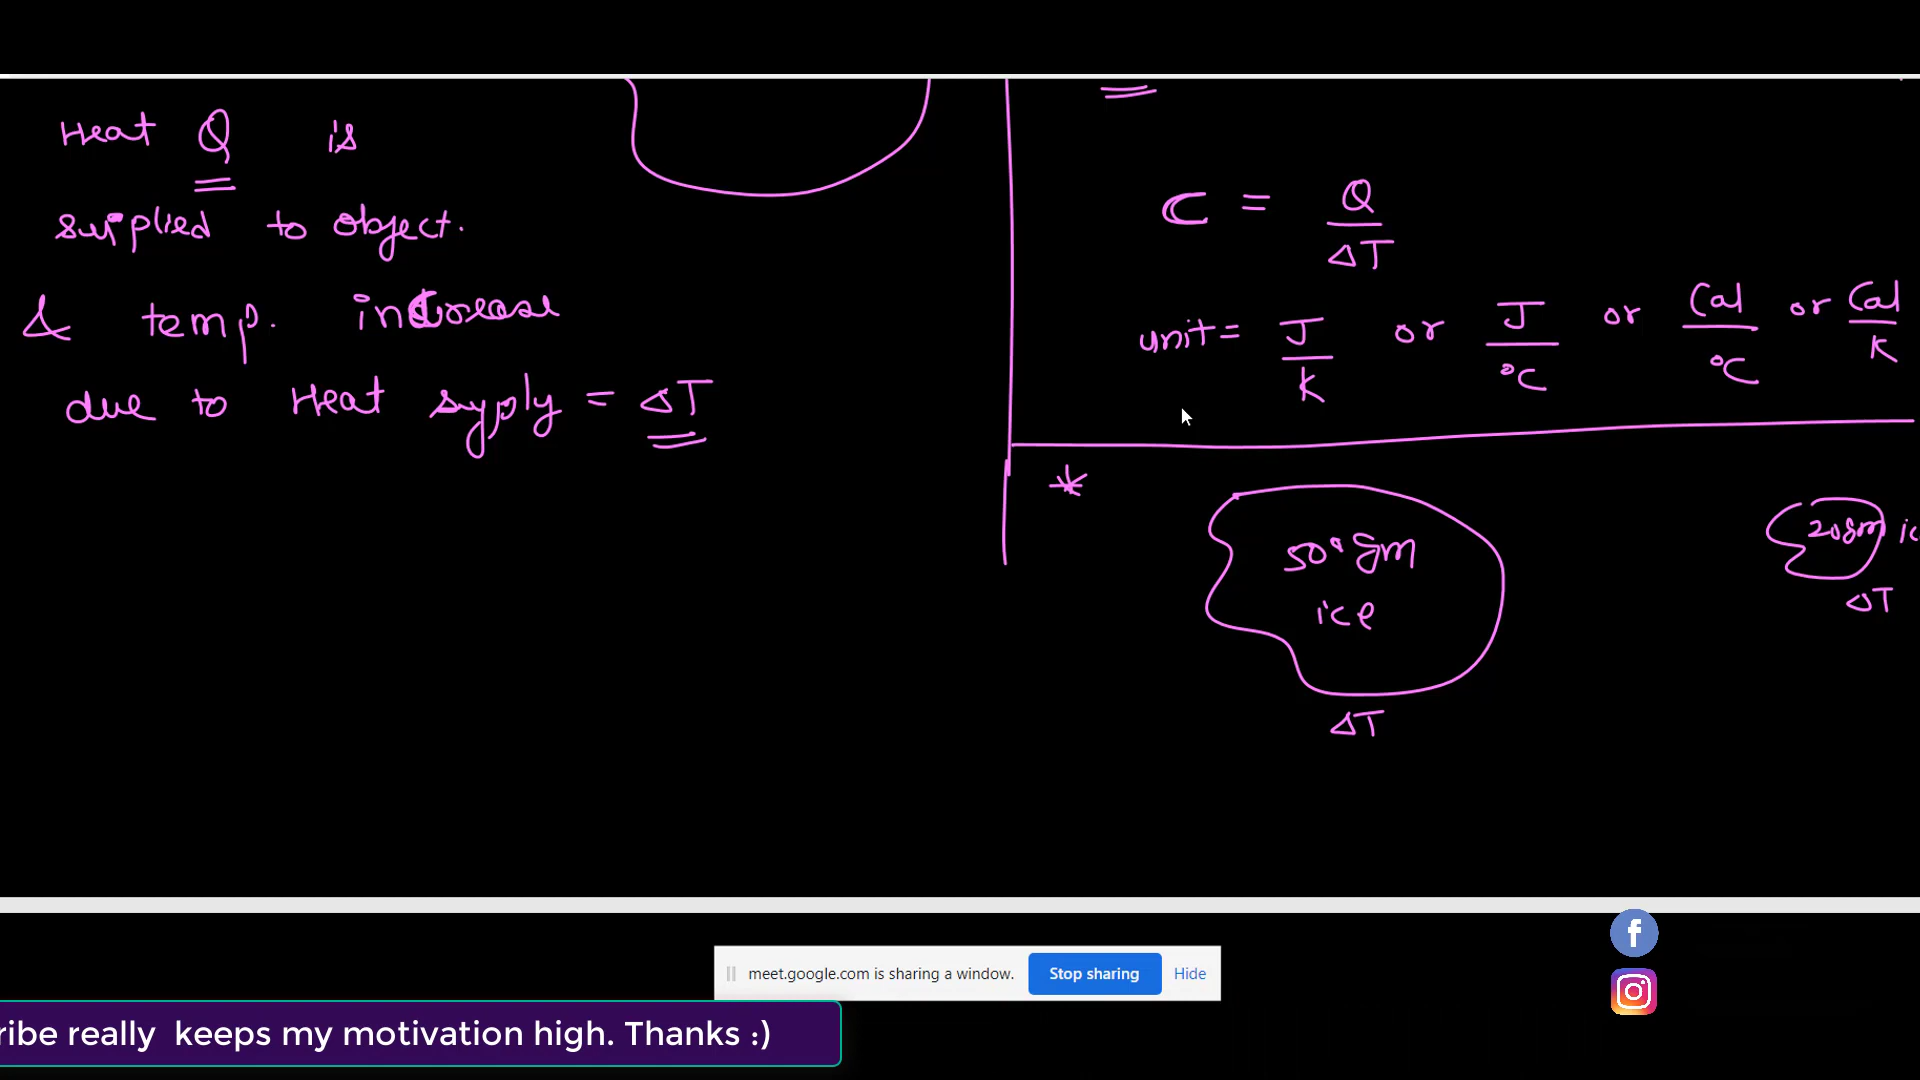 Heat Q is
supplied to object.
& temp. increase
due to Heat supply = ΔT
C = Q / ΔT
unit = J/K or J/°C or Cal/°C or Cal/K
*
50° gm
ice
ΔT
20gm ic
ΔT
meet.google.com is sharing a window. Stop sharing Hide
ribe really keeps my motivation high. Thanks :)